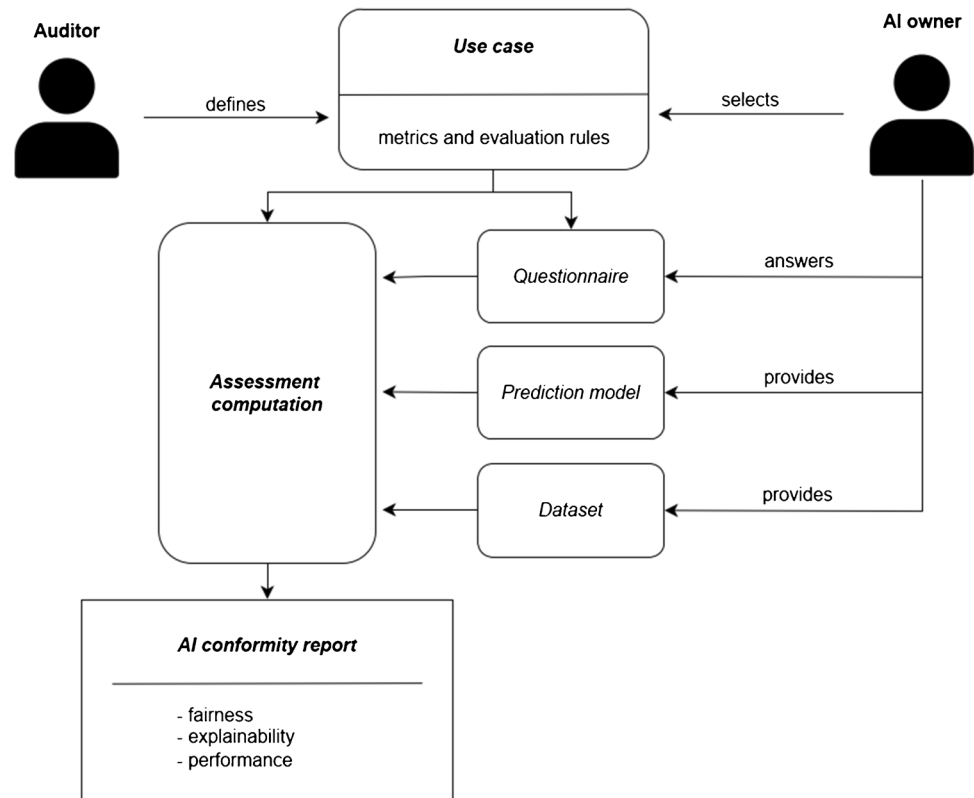 Auditor
Use case
AI owner
defines
selects
metrics and evaluation rules
Questionnaire
answers
Assessment
computation
Prediction model
provides
Dataset
provides
AI conformity report
- fairness
- explainability
- performance